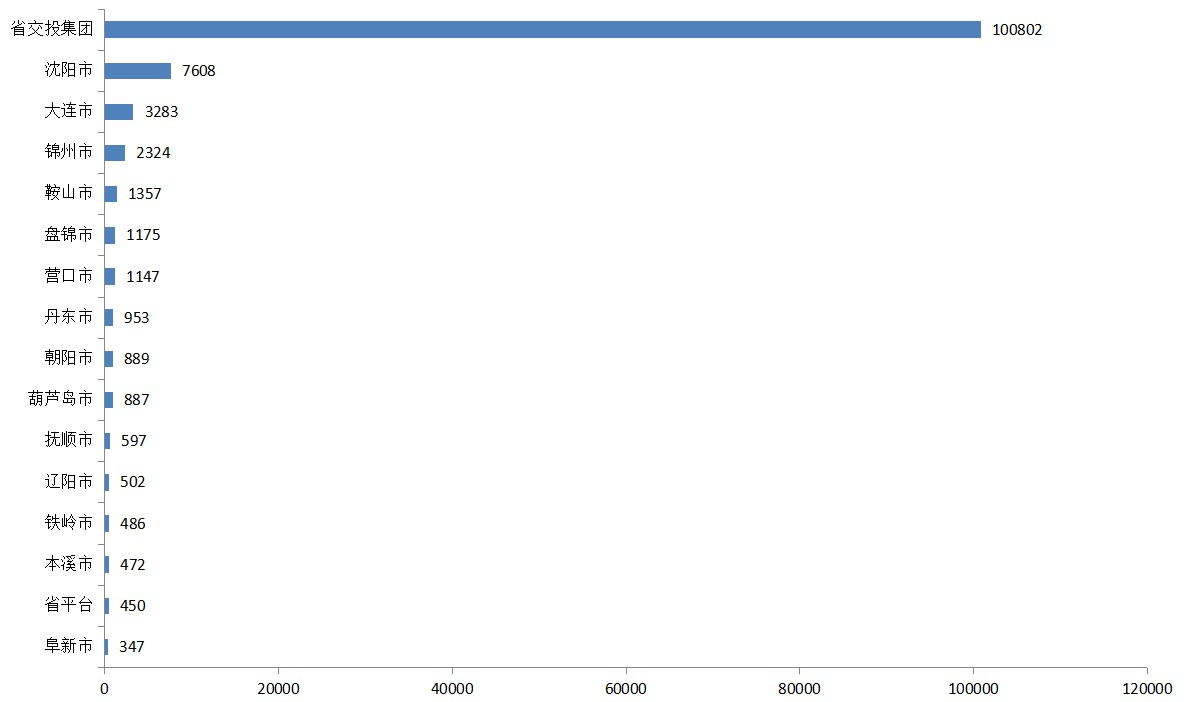 省交投集团 100802
沈阳市 7608
大连市 3283
锦州市 2324
鞍山市 1357
盘锦市 1175
营口市 1147
丹东市 953
朝阳市 889
葫芦岛市 887
抚顺市 597
辽阳市 502
铁岭市 486
本溪市 472
省平台 450
阜新市 347
0 20000 40000 60000 80000 100000 120000